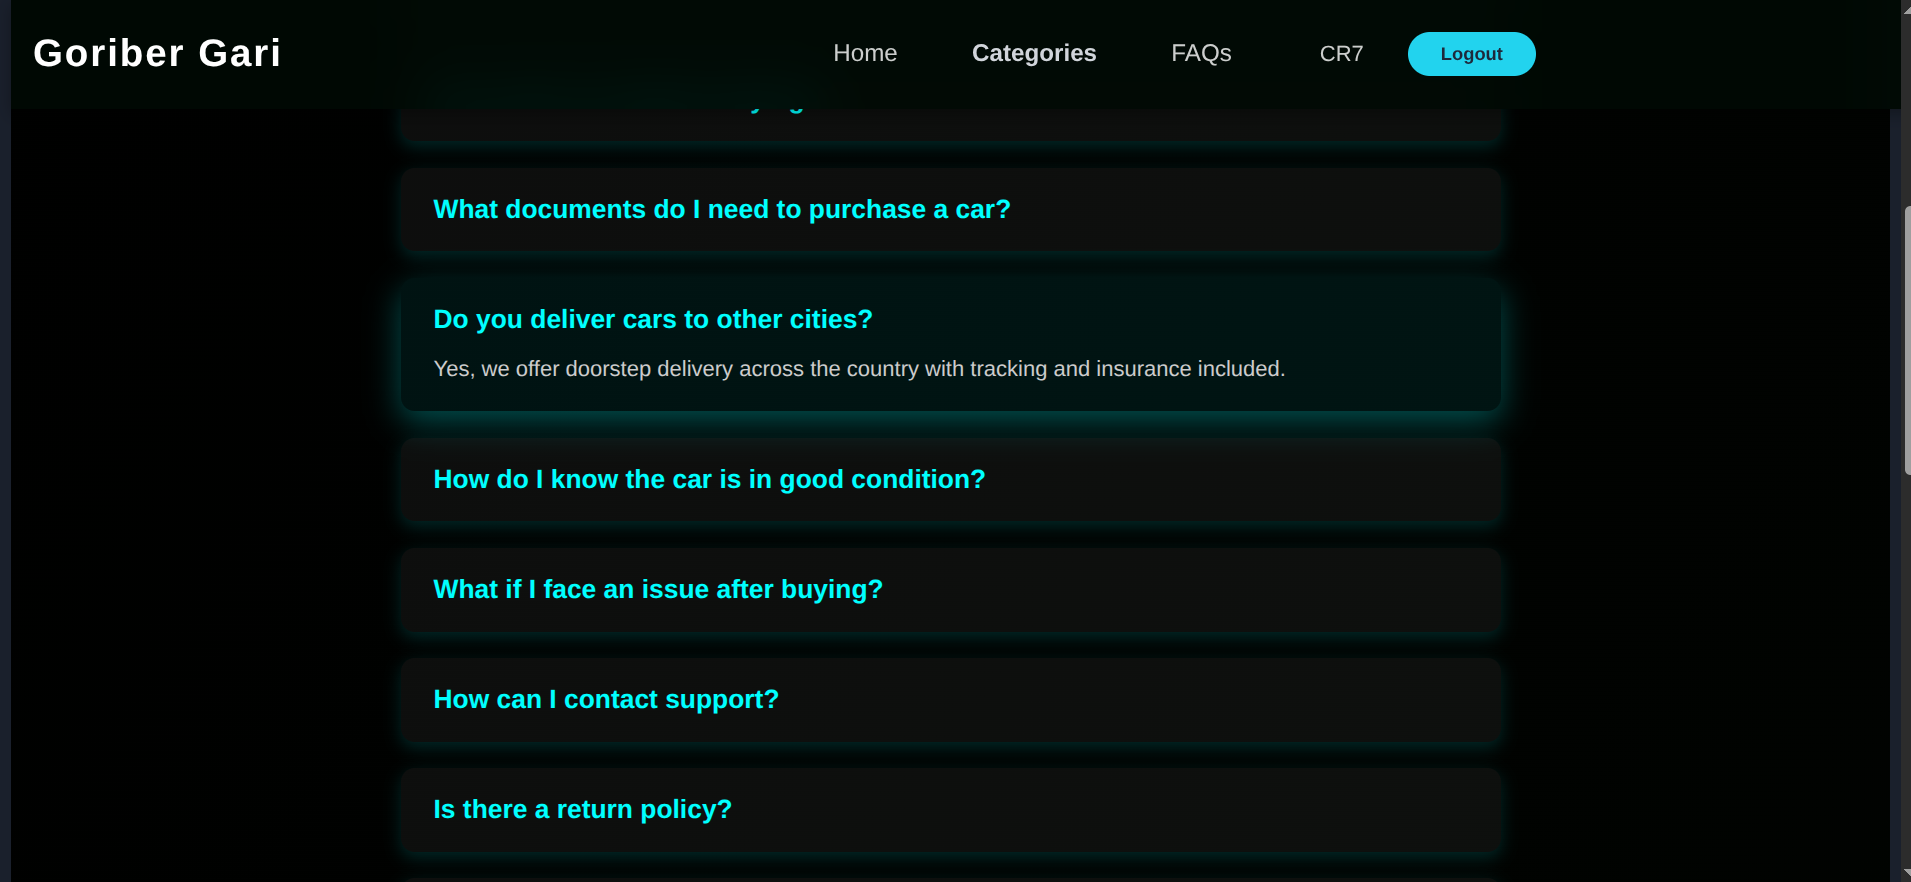 Goriber Gari
Home
Categories
FAQs
CR7
Logout
What documents do I need to purchase a car?
Do you deliver cars to other cities?
Yes, we offer doorstep delivery across the country with tracking and insurance included.
How do I know the car is in good condition?
What if I face an issue after buying?
How can I contact support?
Is there a return policy?